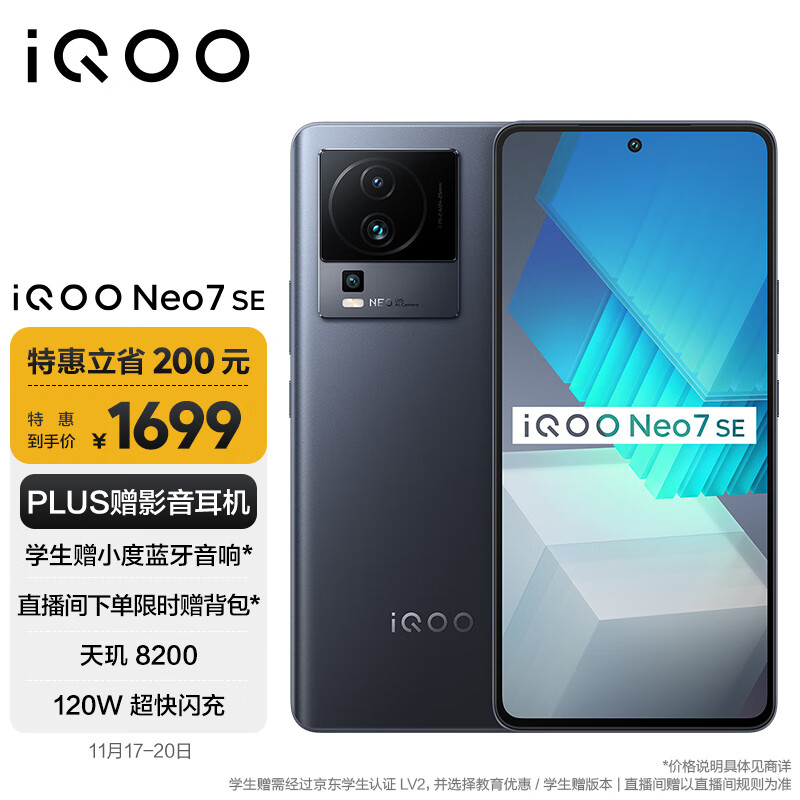 iQOO
iQOO Neo7 SE
特惠立省 200 元
特惠
到手价 ¥1699
PLUS赠影音耳机
学生赠小度蓝牙音响*
直播间下单限时赠背包*
天玑 8200
120W 超快闪充
11月17-20日
NEO
AI Camera
iQOO
iQOO Neo7 SE
*价格说明具体见商详
学生赠需经过京东学生认证 LV2, 并选择教育优惠 / 学生赠版本 | 直播间赠以直播间规则为准